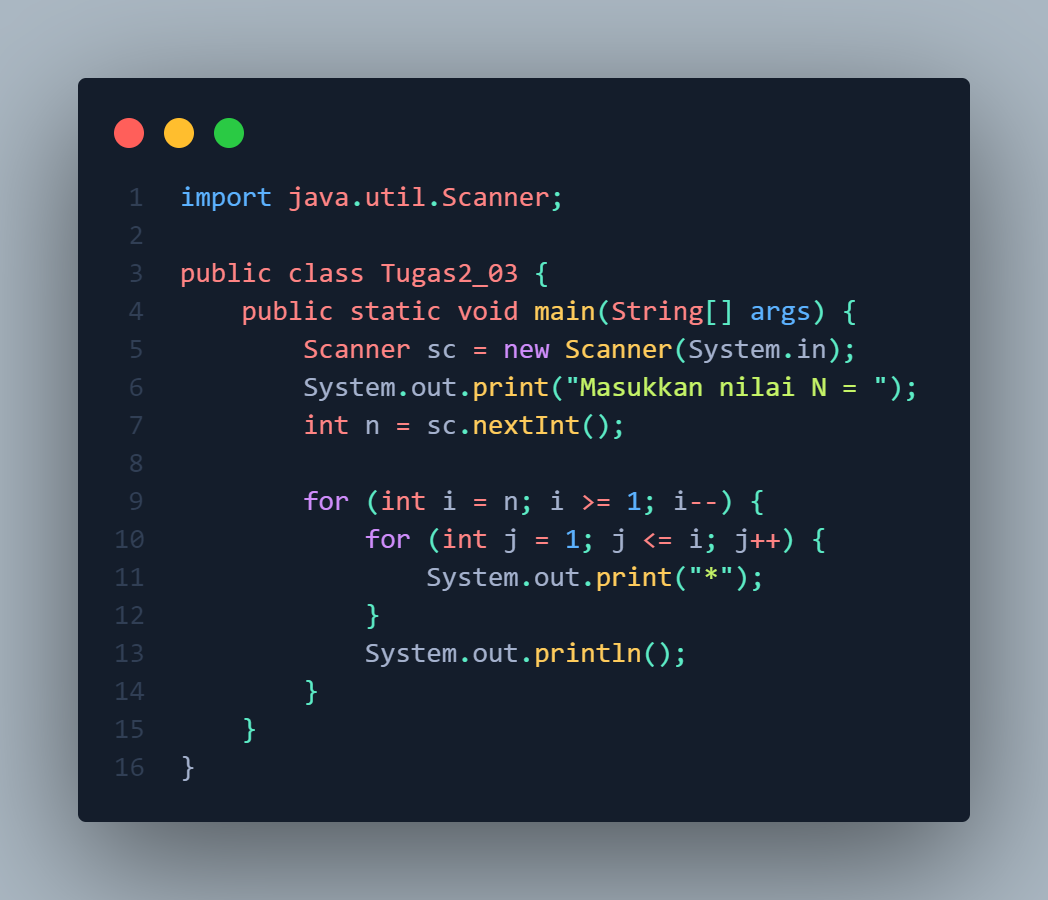 1 import java.util.Scanner;
2
3 public class Tugas2_03 {
4     public static void main(String[] args) {
5         Scanner sc = new Scanner(System.in);
6         System.out.print("Masukkan nilai N = ");
7         int n = sc.nextInt();
8
9         for (int i = n; i >= 1; i--) {
10             for (int j = 1; j <= i; j++) {
11                 System.out.print("*");
12             }
13             System.out.println();
14         }
15     }
16 }